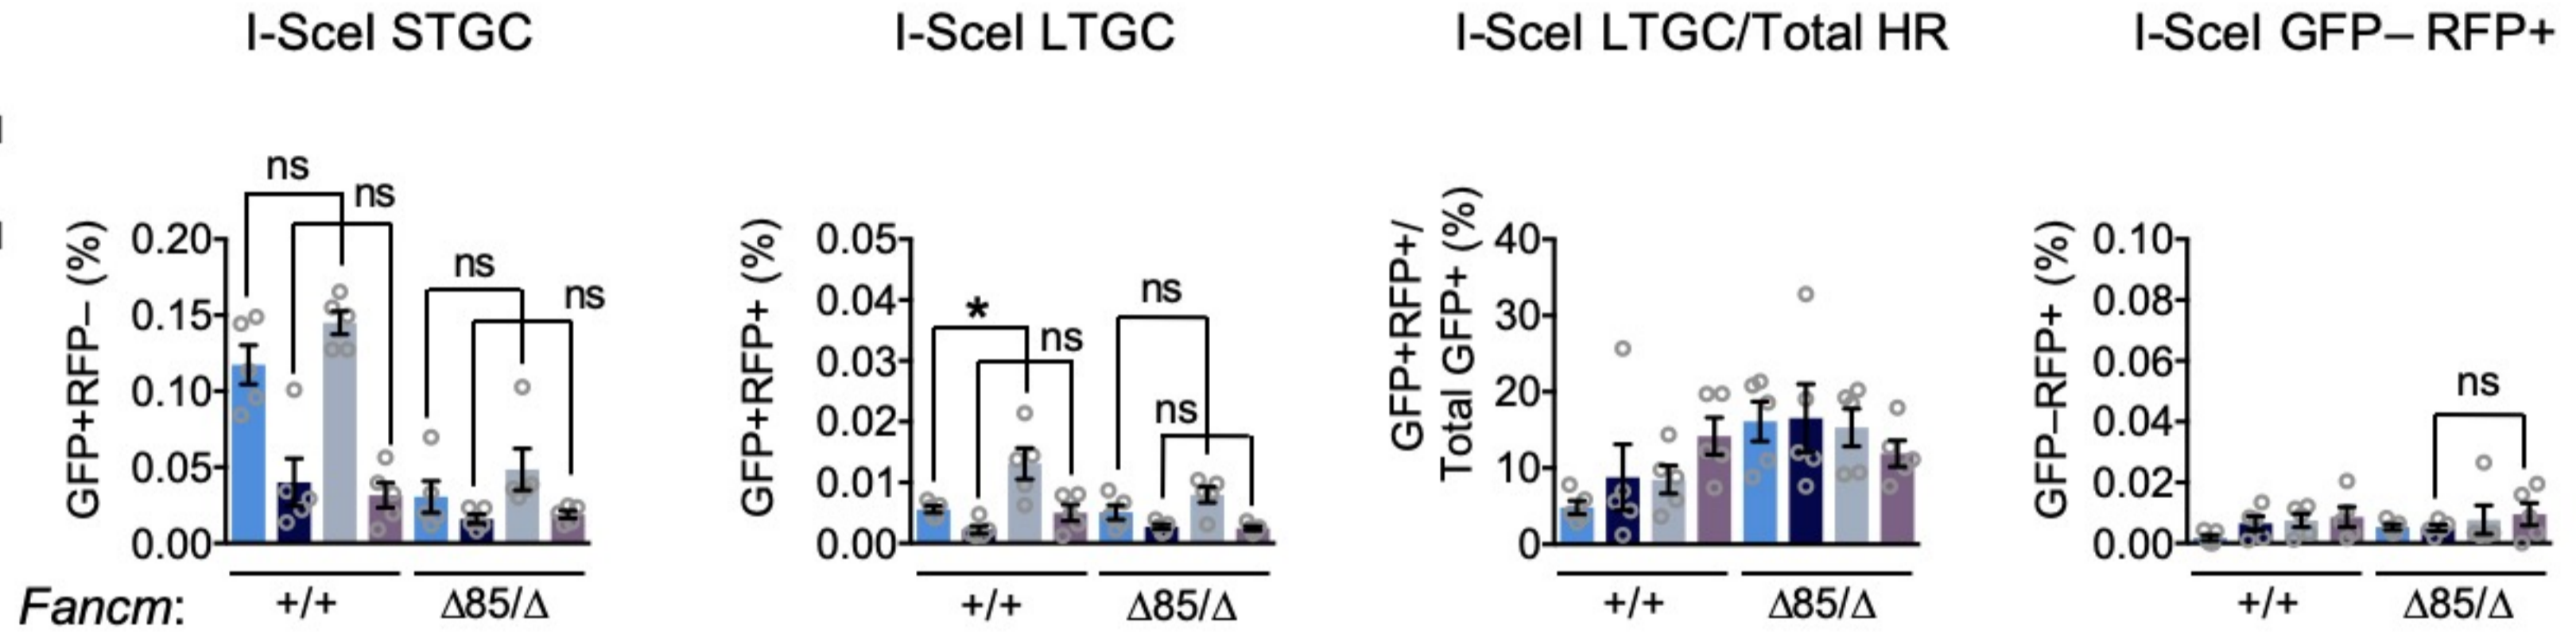 I-SceI STGC
GFP+RFP– (%)
0.20
0.15
0.10
0.05
0.00
ns
ns
ns
ns
Fancm:
+/+
Δ85/Δ
I-SceI LTGC
GFP+RFP+ (%)
0.05
0.04
0.03
0.02
0.01
0.00
*
ns
ns
ns
+/+
Δ85/Δ
I-SceI LTGC/Total HR
GFP+RFP+/
Total GFP+ (%)
40
30
20
10
0
+/+
Δ85/Δ
I-SceI GFP– RFP+
GFP–RFP+ (%)
0.10
0.08
0.06
0.04
0.02
0.00
ns
+/+
Δ85/Δ